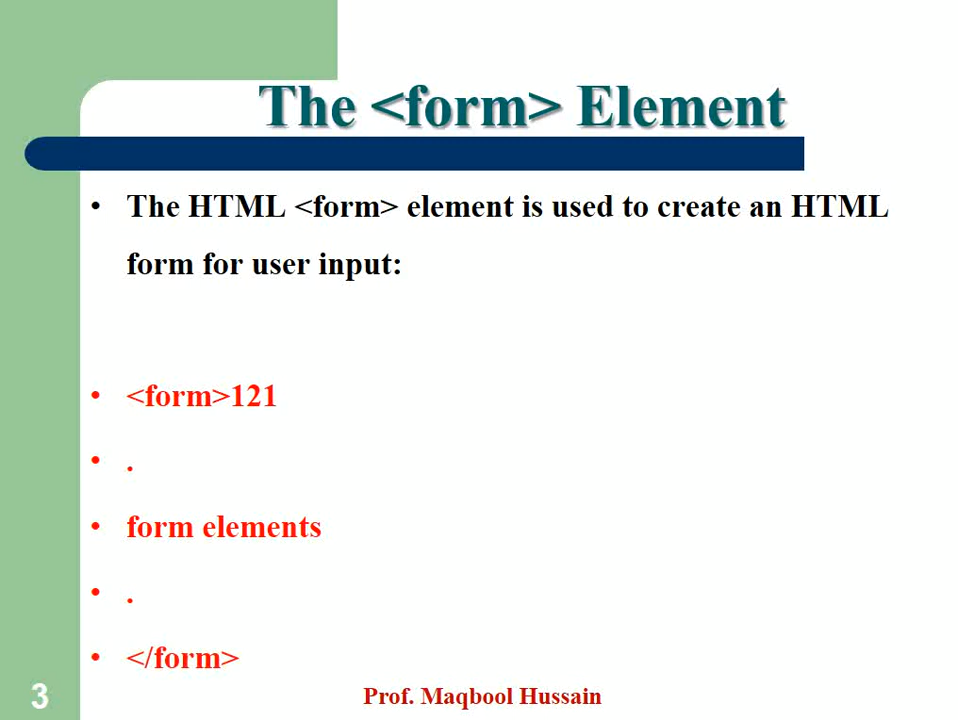 The <form> Element
• The HTML <form> element is used to create an HTML
form for user input:
• <form>121
• .
• form elements
• .
• </form>
3
Prof. Maqbool Hussain